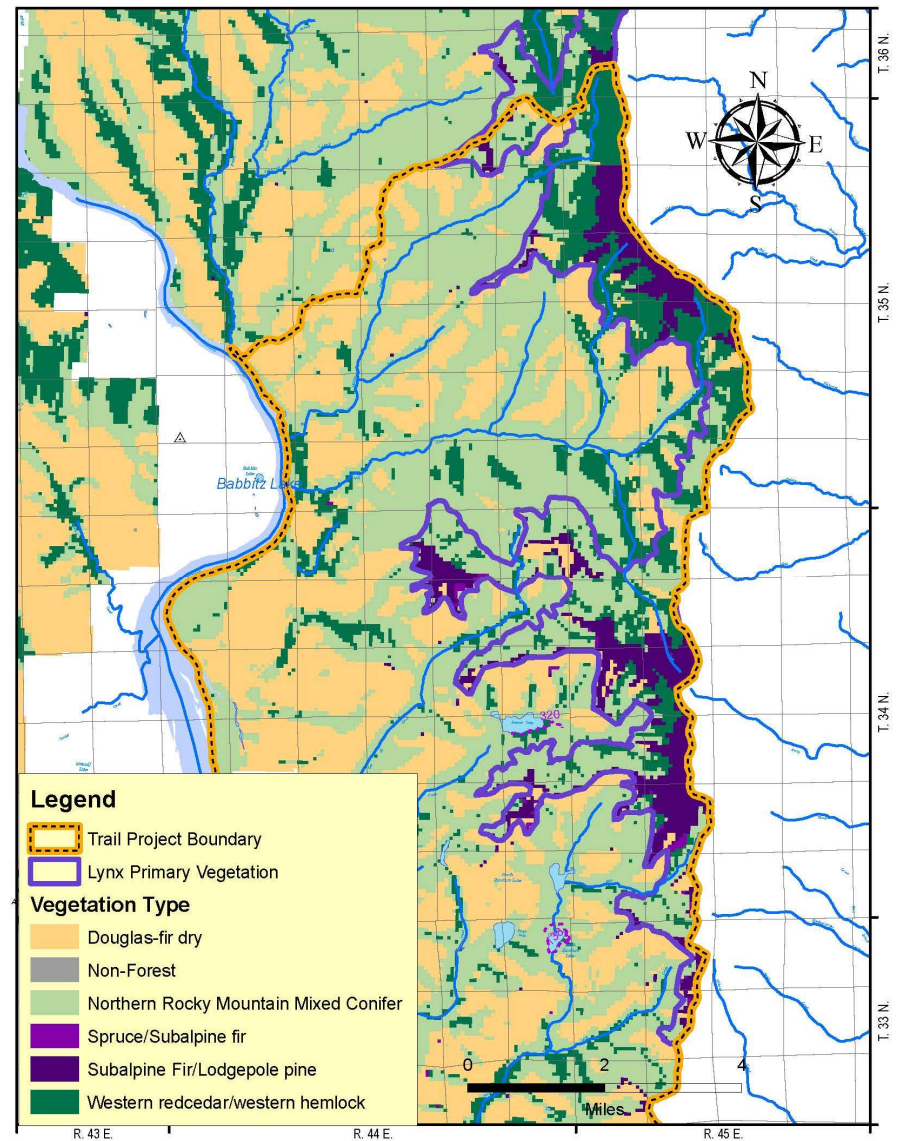 T. 36 N.
N
W
E
S
T. 35 N.
Babbitz Lake
320
T. 34 N.
Legend
Trail Project Boundary
Lynx Primary Vegetation
Vegetation Type
Douglas-fir dry
Non-Forest
Northern Rocky Mountain Mixed Conifer
Spruce/Subalpine fir
Subalpine Fir/Lodgepole pine
Western redcedar/western hemlock
T. 33 N.
0
2
4
Miles
R. 43 E.
R. 44 E.
R. 45 E.